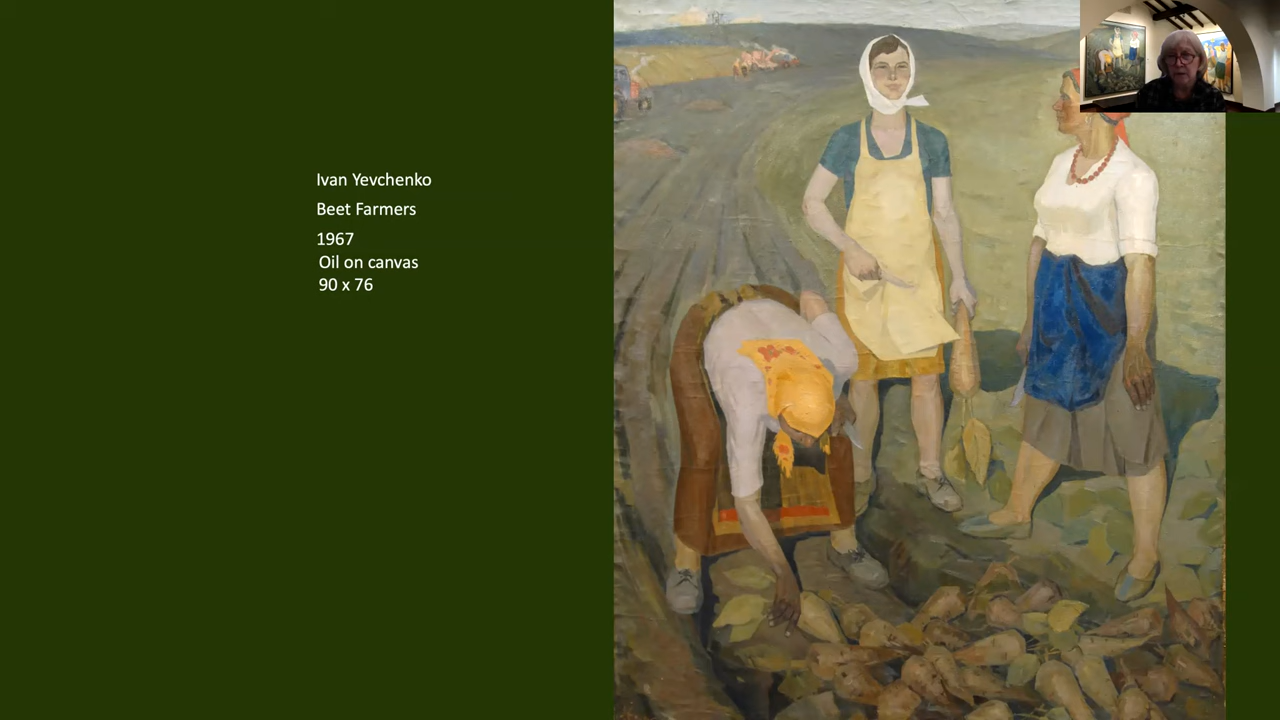 Ivan Yevchenko
Beet Farmers
1967
Oil on canvas
90 x 76